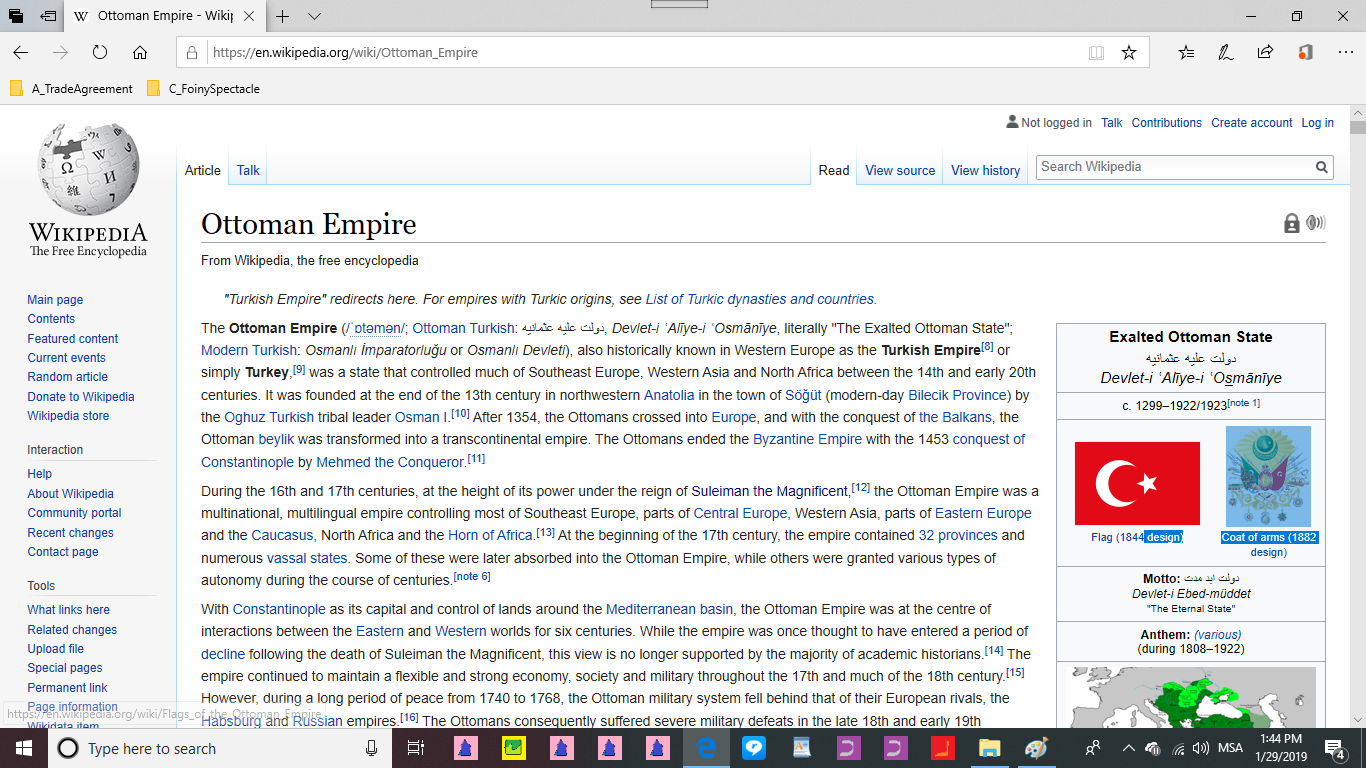 Ottoman Empire - Wikip
https://en.wikipedia.org/wiki/Ottoman_Empire
A_TradeAgreement C_FoinySpectacle
Not logged in Talk Contributions Create account Log in
Article Talk Read View source View history Search Wikipedia
WIKIPEDIA
The Free Encyclopedia
Main page
Contents
Featured content
Current events
Random article
Donate to Wikipedia
Wikipedia store
Interaction
Help
About Wikipedia
Community portal
Recent changes
Contact page
Tools
What links here
Related changes
Upload file
Special pages
Permanent link
Page information
Wikidata item
https://en.wikipedia.org/wiki/Flags_of_the_Ottoman_Empire
Ottoman Empire
From Wikipedia, the free encyclopedia
"Turkish Empire" redirects here. For empires with Turkic origins, see List of Turkic dynasties and countries.
The Ottoman Empire (/ˈɒtəmən/; Ottoman Turkish: دولت عليه عثمانيه, Devlet-i ʿAlīye-i ʿOsmānīye, literally "The Exalted Ottoman State";
Modern Turkish: Osmanlı İmparatorluğu or Osmanlı Devleti), also historically known in Western Europe as the Turkish Empire[8] or
simply Turkey,[9] was a state that controlled much of Southeast Europe, Western Asia and North Africa between the 14th and early 20th
centuries. It was founded at the end of the 13th century in northwestern Anatolia in the town of Söğüt (modern-day Bilecik Province) by
the Oghuz Turkish tribal leader Osman I.[10] After 1354, the Ottomans crossed into Europe, and with the conquest of the Balkans, the
Ottoman beylik was transformed into a transcontinental empire. The Ottomans ended the Byzantine Empire with the 1453 conquest of
Constantinople by Mehmed the Conqueror.[11]
During the 16th and 17th centuries, at the height of its power under the reign of Suleiman the Magnificent,[12] the Ottoman Empire was a
multinational, multilingual empire controlling most of Southeast Europe, parts of Central Europe, Western Asia, parts of Eastern Europe
and the Caucasus, North Africa and the Horn of Africa.[13] At the beginning of the 17th century, the empire contained 32 provinces and
numerous vassal states. Some of these were later absorbed into the Ottoman Empire, while others were granted various types of
autonomy during the course of centuries.[note 6]
With Constantinople as its capital and control of lands around the Mediterranean basin, the Ottoman Empire was at the centre of
interactions between the Eastern and Western worlds for six centuries. While the empire was once thought to have entered a period of
decline following the death of Suleiman the Magnificent, this view is no longer supported by the majority of academic historians.[14] The
empire continued to maintain a flexible and strong economy, society and military throughout the 17th and much of the 18th century.[15]
However, during a long period of peace from 1740 to 1768, the Ottoman military system fell behind that of their European rivals, the
Habsburg and Russian empires.[16] The Ottomans consequently suffered severe military defeats in the late 18th and early 19th
Exalted Ottoman State
دولت عليه عثمانيه
Devlet-i ʿAlīye-i ʿOsmānīye
c. 1299–1922/1923[note 1]
Flag (1844 design)
Coat of arms (1882
design)
Motto: دولت ابد مدت
Devlet-i Ebed-müddet
"The Eternal State"
Anthem: (various)
(during 1808–1922)
Type here to search
MSA
1:44 PM
1/29/2019
4